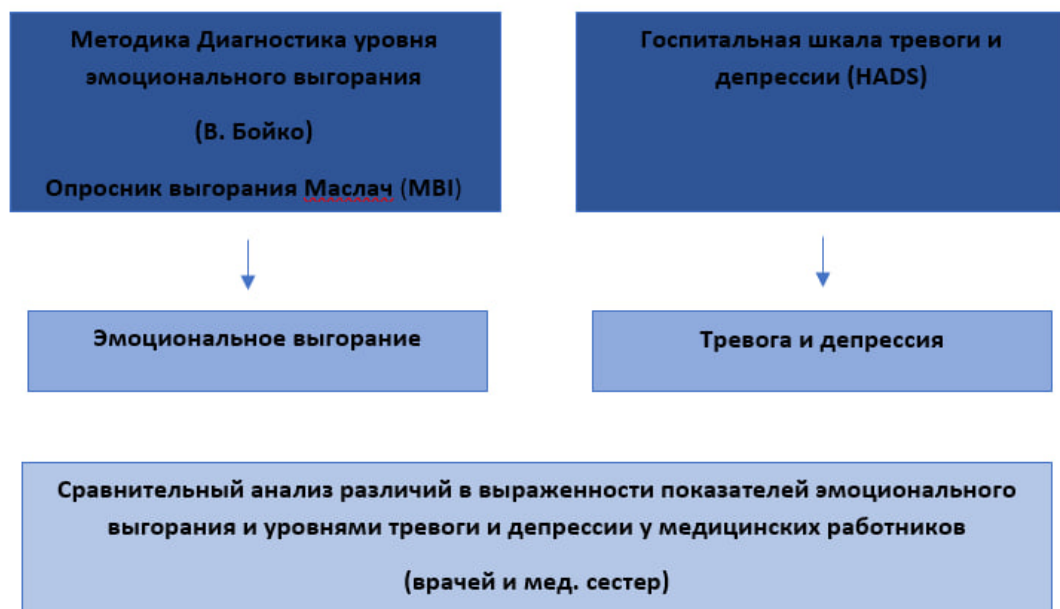 Методика Диагностика уровня
эмоционального выгорания
(В. Бойко)
Опросник выгорания Маслач (MBI)
Госпитальная шкала тревоги и
депрессии (HADS)
Эмоциональное выгорание
Тревога и депрессия
Сравнительный анализ различий в выраженности показателей эмоционального
выгорания и уровнями тревоги и депрессии у медицинских работников
(врачей и мед. сестер)